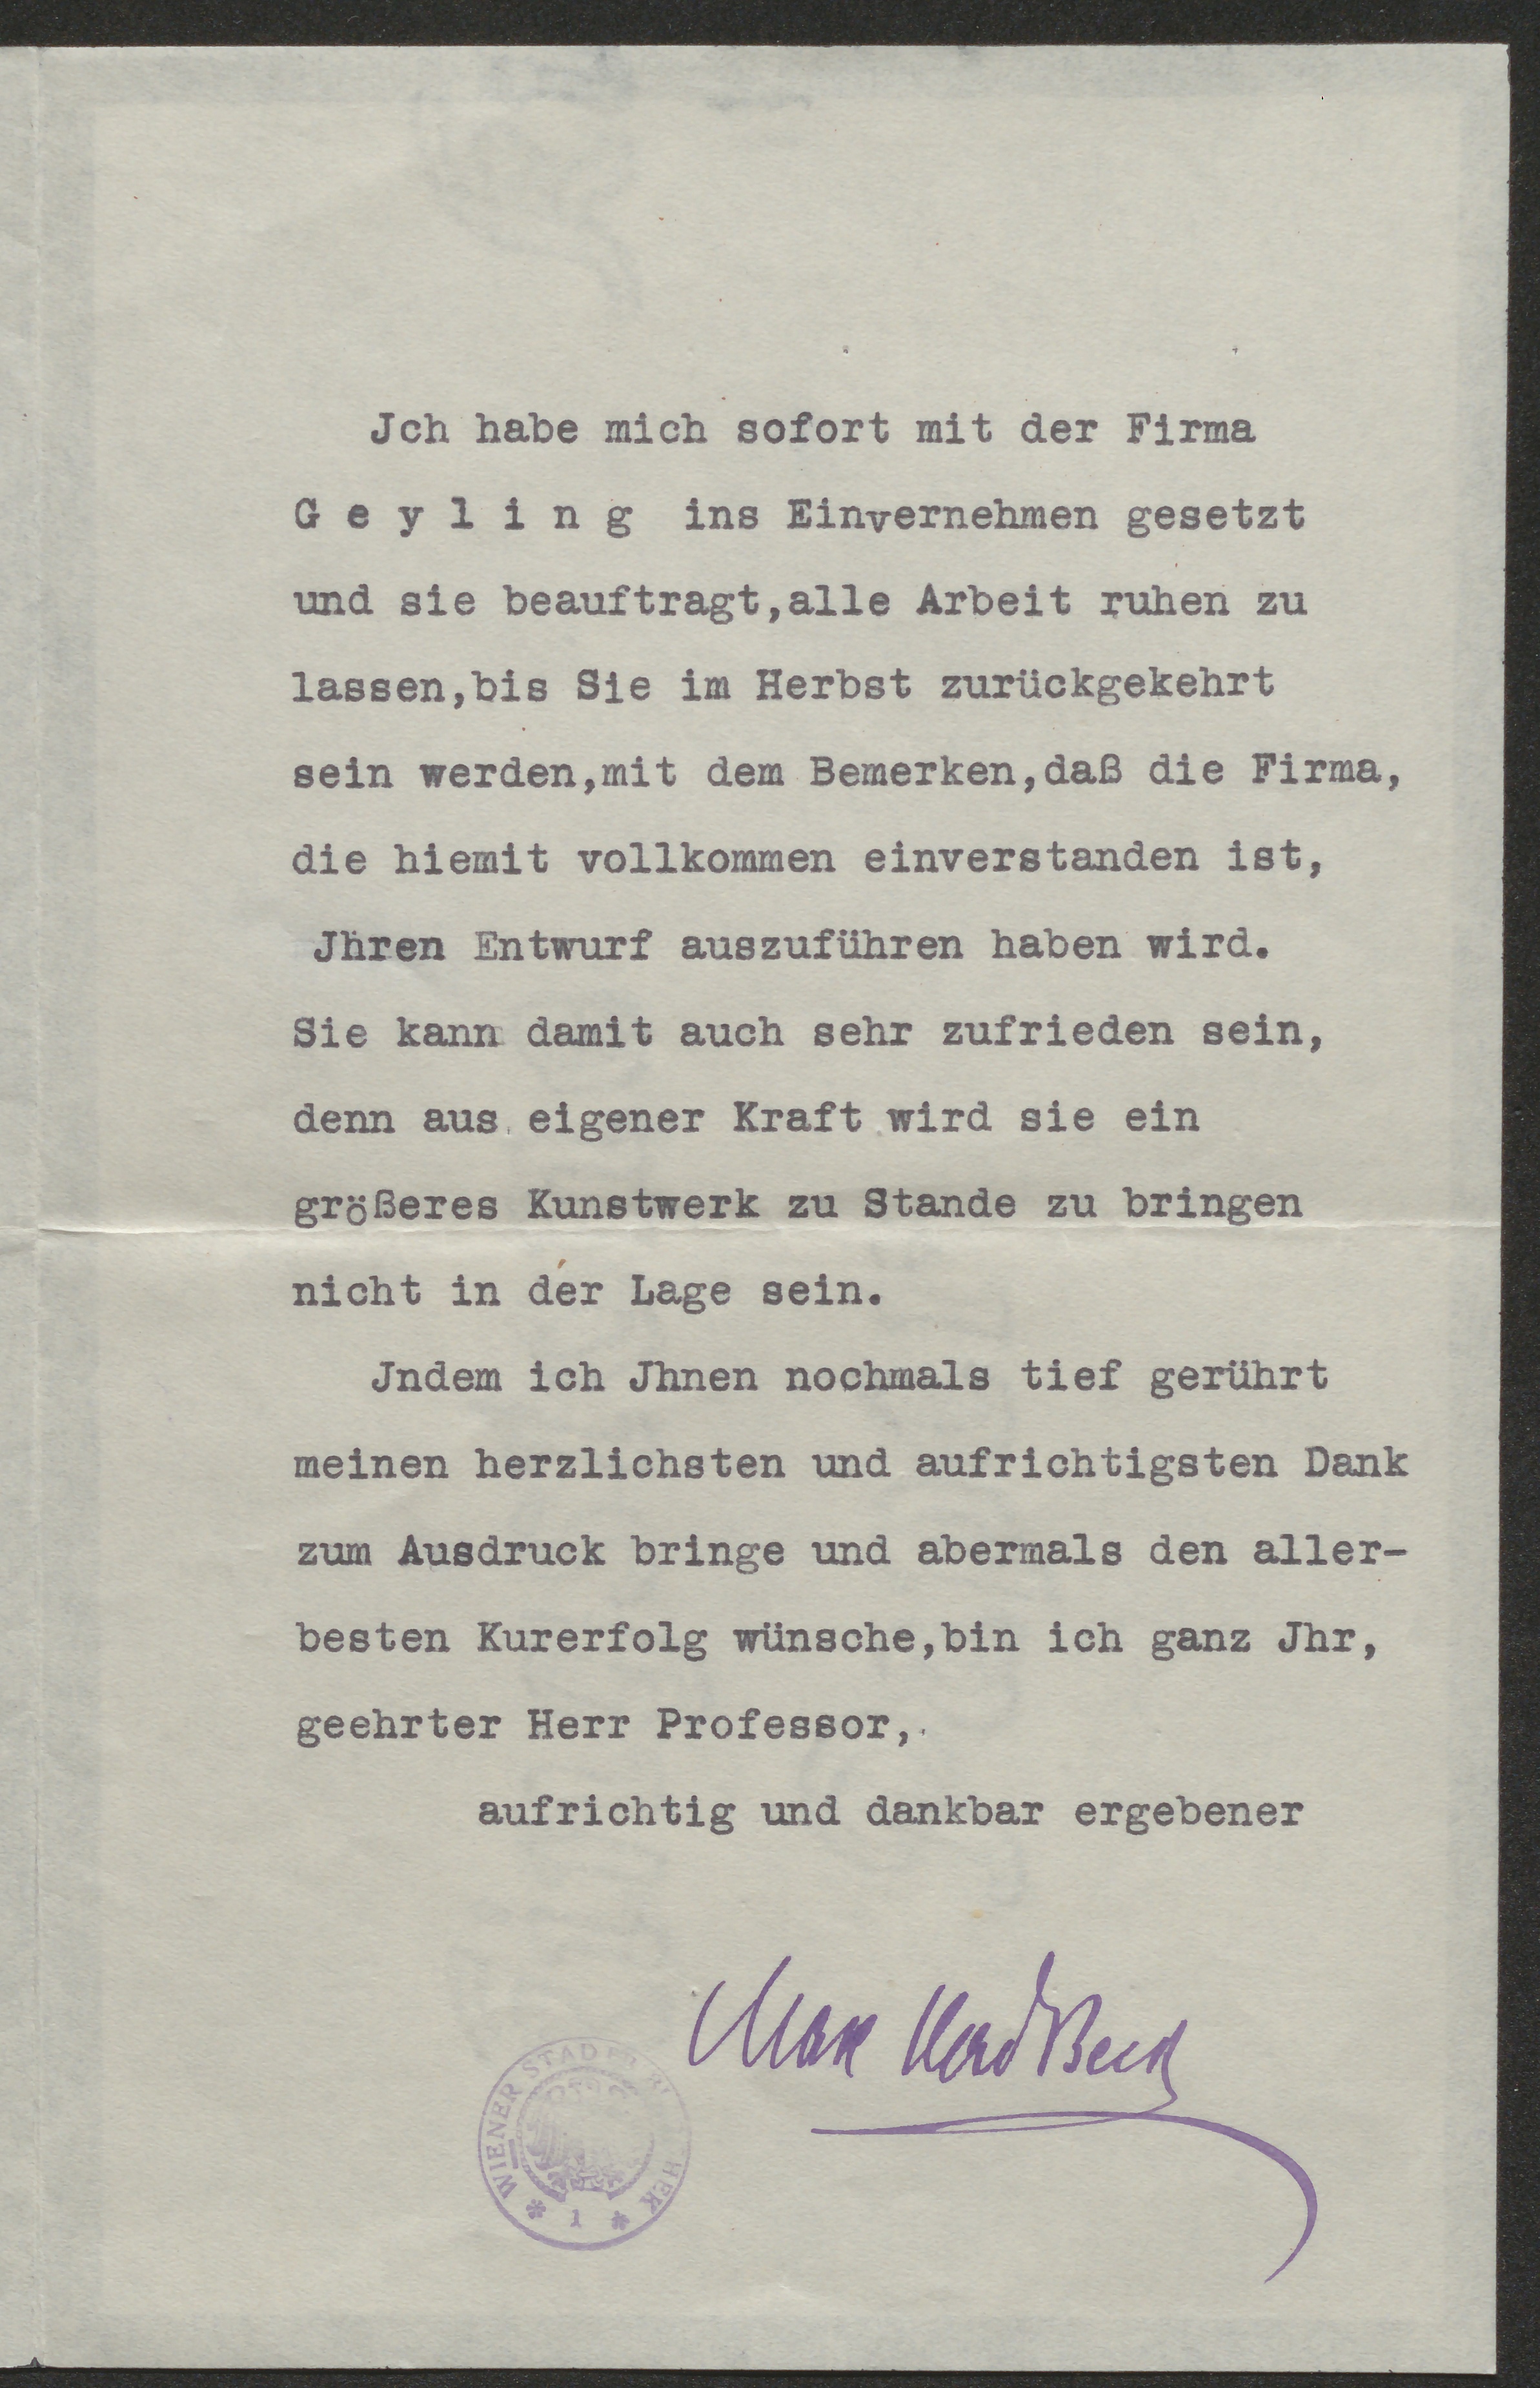 Jch habe mich sofort mit der Firma
G e y l i n g ins Einvernehmen gesetzt
und sie beauftragt,alle Arbeit ruhen zu
lassen,bis Sie im Herbst zurückgekehrt
sein werden,mit dem Bemerken,daß die Firma,
die hiemit vollkommen einverstanden ist,
Jhren Entwurf auszuführen haben wird.
Sie kann damit auch sehr zufrieden sein,
denn aus eigener Kraft wird sie ein
größeres Kunstwerk zu Stande zu bringen
nicht in der Lage sein.
Jndem ich Jhnen nochmals tief gerührt
meinen herzlichsten und aufrichtigsten Dank
zum Ausdruck bringe und abermals den aller-
besten Kurerfolg wünsche,bin ich ganz Jhr,
geehrter Herr Professor,
aufrichtig und dankbar ergebener
Max Beck
WIENER
1